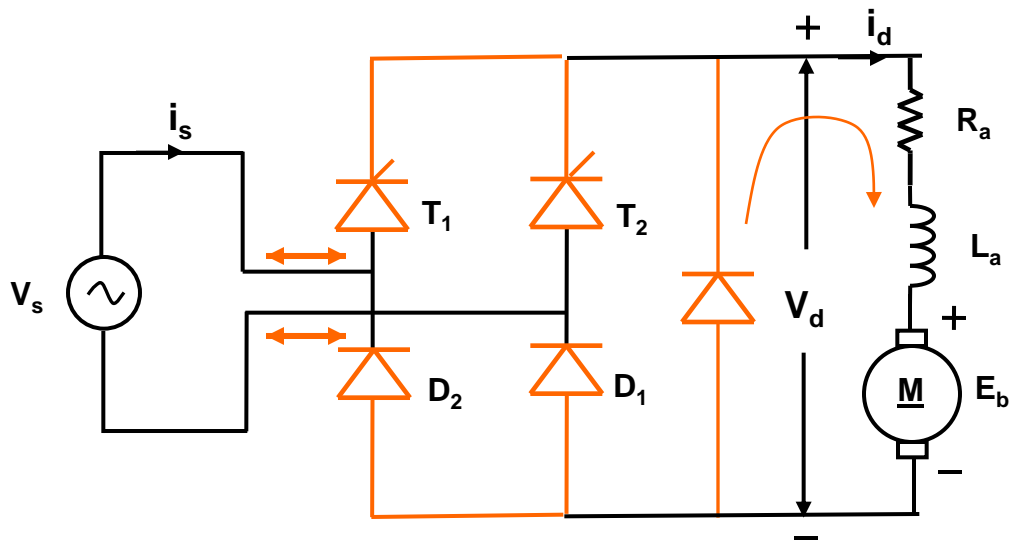 +
i_d
i_s
R_a
T_1
T_2
L_a
V_s
V_d
+
D_2
D_1
M
E_b
−
−